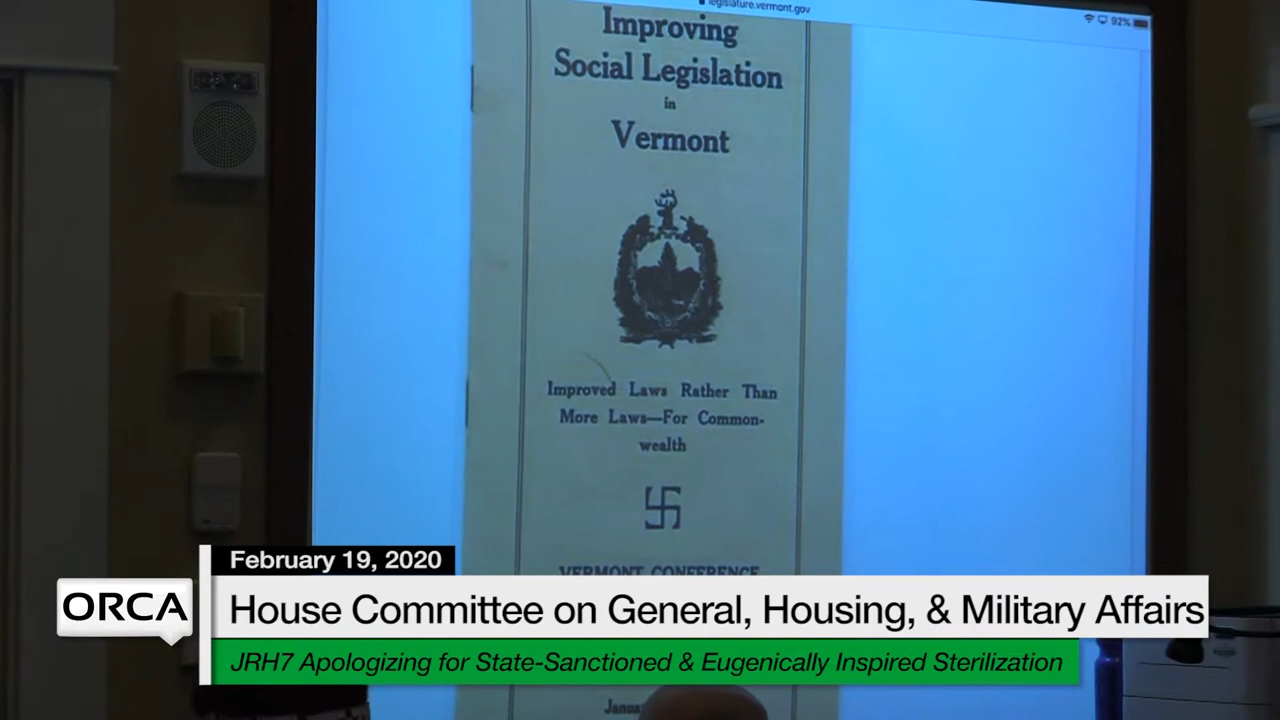 legislature.vermont.gov
92%
Improving
Social Legislation
in
Vermont
Improved Laws Rather Than
More Laws—For Common-
wealth
VERMONT CONFERENCE
February 19, 2020
ORCA
House Committee on General, Housing, & Military Affairs
JRH7 Apologizing for State-Sanctioned & Eugenically Inspired Sterilization